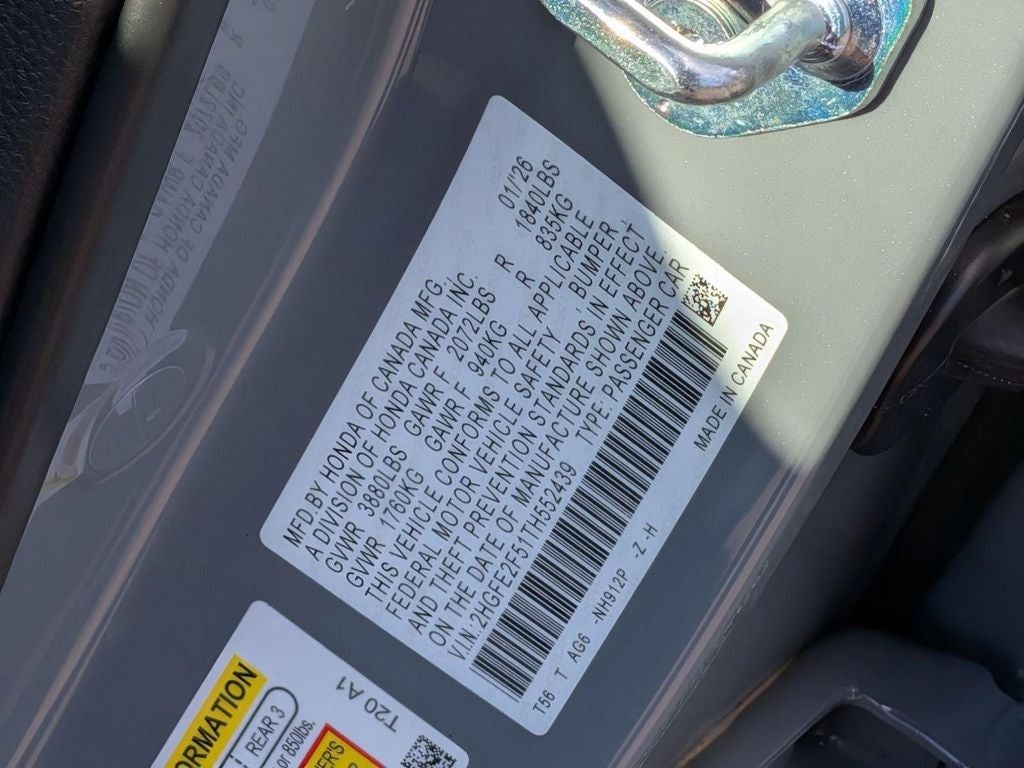 MFD BY HONDA OF CANADA MFG. 01/26
A DIVISION OF HONDA CANADA INC.
GVWR 3880LBS GAWR F 2072LBS R 1840LBS
GVWR 1760KG GAWR F 940KG R 835KG
THIS VEHICLE CONFORMS TO ALL APPLICABLE
FEDERAL MOTOR VEHICLE SAFETY, BUMPER,
AND THEFT PREVENTION STANDARDS IN EFFECT
ON THE DATE OF MANUFACTURE SHOWN ABOVE.
V.I.N:2HGFE2F51TH552439 TYPE: PASSENGER CAR
T56 T AG6 -NH912P -Z -H MADE IN CANADA
ORMATION
REAR 3
or 850lbs.
T20 A1